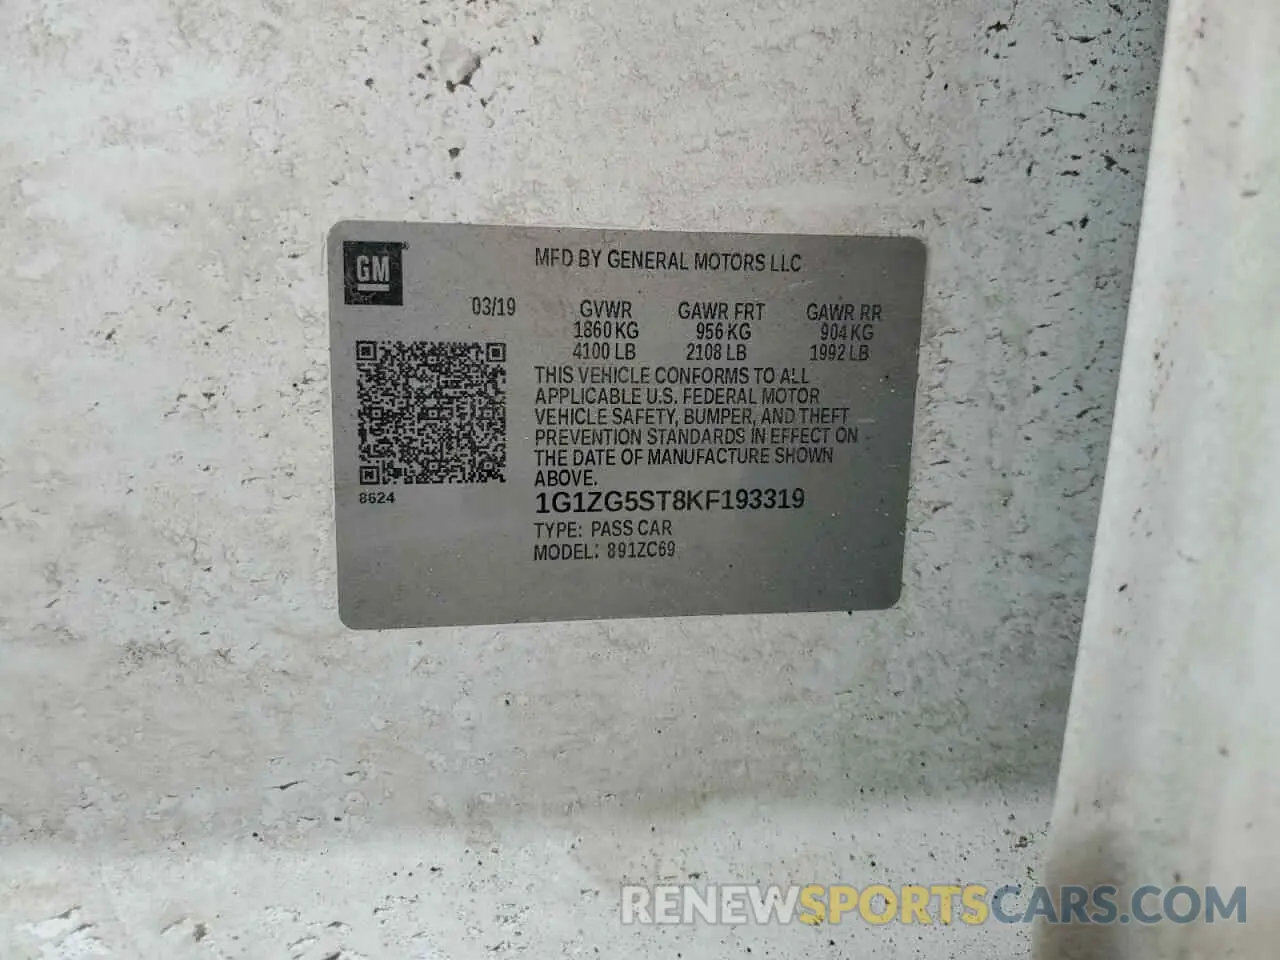 GM
MFD BY GENERAL MOTORS LLC
03/19 GVWR GAWR FRT GAWR RR
1860 KG 956 KG 904 KG
4100 LB 2108 LB 1992 LB
THIS VEHICLE CONFORMS TO ALL
APPLICABLE U.S. FEDERAL MOTOR
VEHICLE SAFETY, BUMPER, AND THEFT
PREVENTION STANDARDS IN EFFECT ON
THE DATE OF MANUFACTURE SHOWN
ABOVE.
8624
1G1ZG5ST8KF193319
TYPE: PASS CAR
MODEL: 891ZC69
RENEWSPORTSCARS.COM